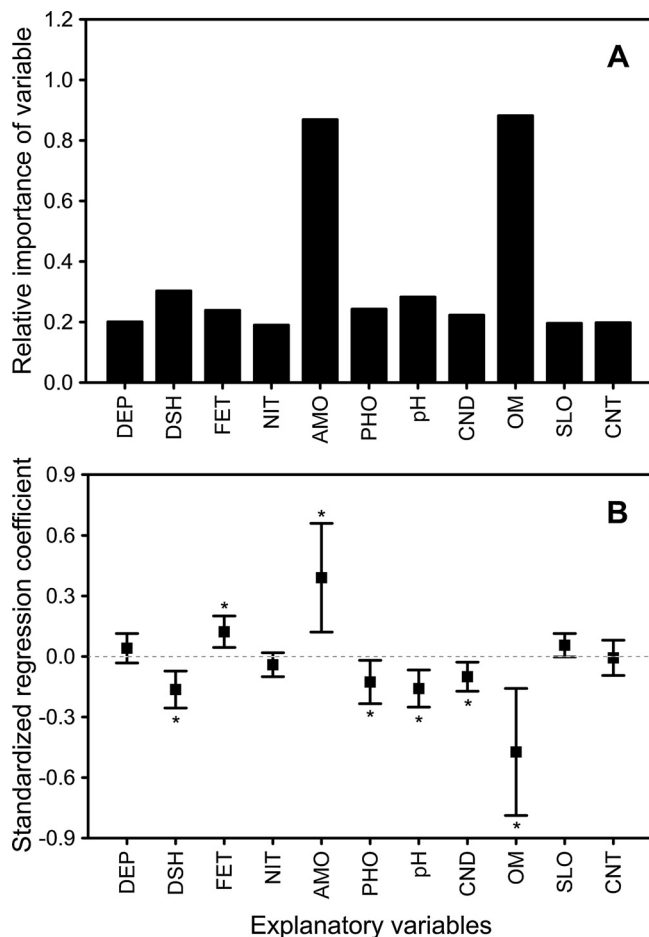 A
Relative importance of variable
1.2
1.0
0.8
0.6
0.4
0.2
0.0
DEP
DSH
FET
NIT
AMO
PHO
pH
CND
OM
SLO
CNT
B
Standardized regression coefficient
0.9
0.6
0.3
0.0
-0.3
-0.6
-0.9
*
*
*
*
*
*
*
DEP
DSH
FET
NIT
AMO
PHO
pH
CND
OM
SLO
CNT
Explanatory variables